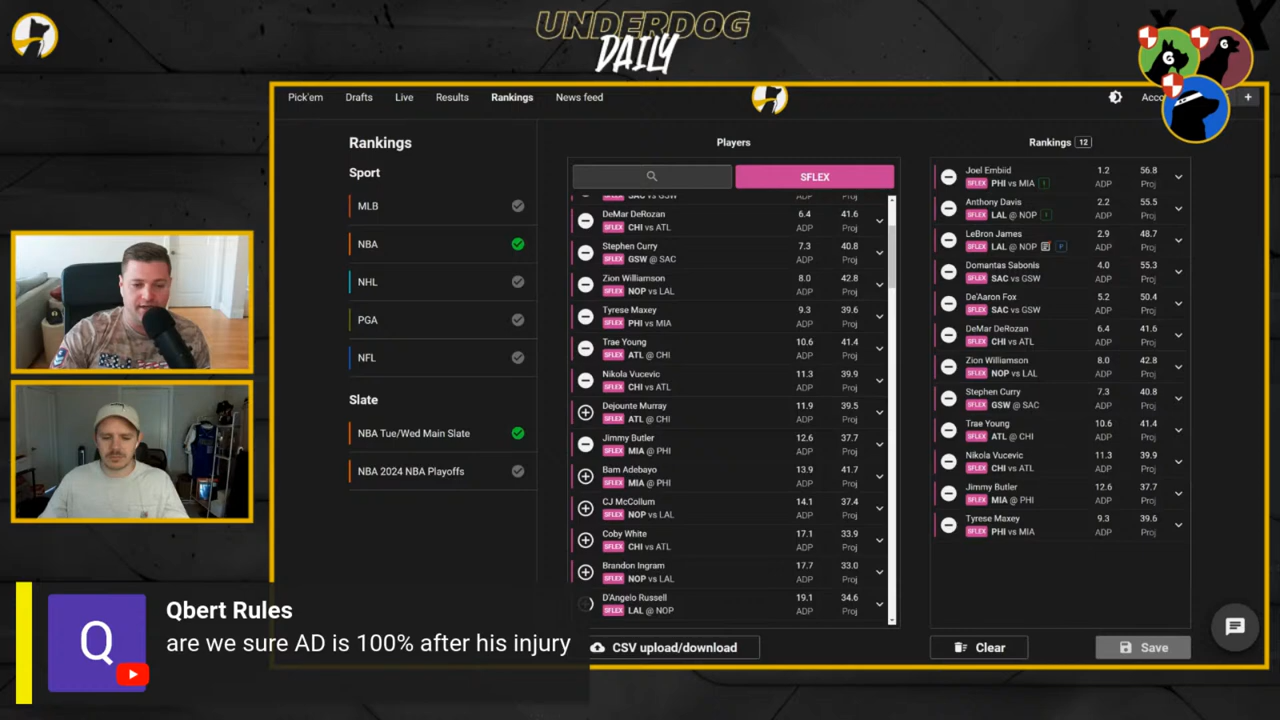 UNDERDOG
DAILY
Pick'em
Drafts
Live
Results
Rankings
News feed
+
Rankings
Sport
MLB
NBA
NHL
PGA
NFL
Slate
NBA Tue/Wed Main Slate
NBA 2024 NBA Playoffs
Players
SFLEX
DeMar DeRozan 6.4 41.6
SFLEX CHI vs ATL ADP Proj
Stephen Curry 7.3 40.8
SFLEX GSW @ SAC ADP Proj
Zion Williamson 8.0 42.8
SFLEX NOP vs LAL ADP Proj
Tyrese Maxey 9.3 39.6
SFLEX PHI vs MIA ADP Proj
Trae Young 10.6 41.4
SFLEX ATL @ CHI ADP Proj
Nikola Vucevic 11.3 39.9
SFLEX CHI vs ATL ADP Proj
Dejounte Murray 11.9 39.5
SFLEX ATL @ CHI ADP Proj
Jimmy Butler 12.6 37.7
SFLEX MIA @ PHI ADP Proj
Bam Adebayo 13.9 41.7
SFLEX MIA @ PHI ADP Proj
CJ McCollum 14.1 37.4
SFLEX NOP vs LAL ADP Proj
Coby White 17.1 33.9
SFLEX CHI vs ATL ADP Proj
Brandon Ingram 17.7 33.0
SFLEX NOP vs LAL ADP Proj
D'Angelo Russell 19.1 34.6
SFLEX LAL @ NOP ADP Proj
CSV upload/download
Rankings 12
Joel Embiid 1.2 56.8
SFLEX PHI vs MIA ADP Proj
Anthony Davis 2.2 55.5
SFLEX LAL @ NOP ADP Proj
LeBron James 2.9 48.7
SFLEX LAL @ NOP P ADP Proj
Domantas Sabonis 4.0 55.3
SFLEX SAC vs GSW ADP Proj
De'Aaron Fox 5.2 50.4
SFLEX SAC vs GSW ADP Proj
DeMar DeRozan 6.4 41.6
SFLEX CHI vs ATL ADP Proj
Zion Williamson 8.0 42.8
SFLEX NOP vs LAL ADP Proj
Stephen Curry 7.3 40.8
SFLEX GSW @ SAC ADP Proj
Trae Young 10.6 41.4
SFLEX ATL @ CHI ADP Proj
Nikola Vucevic 11.3 39.9
SFLEX CHI vs ATL ADP Proj
Jimmy Butler 12.6 37.7
SFLEX MIA @ PHI ADP Proj
Tyrese Maxey 9.3 39.6
SFLEX PHI vs MIA ADP Proj
Clear
Save
Q
Qbert Rules
are we sure AD is 100% after his injury